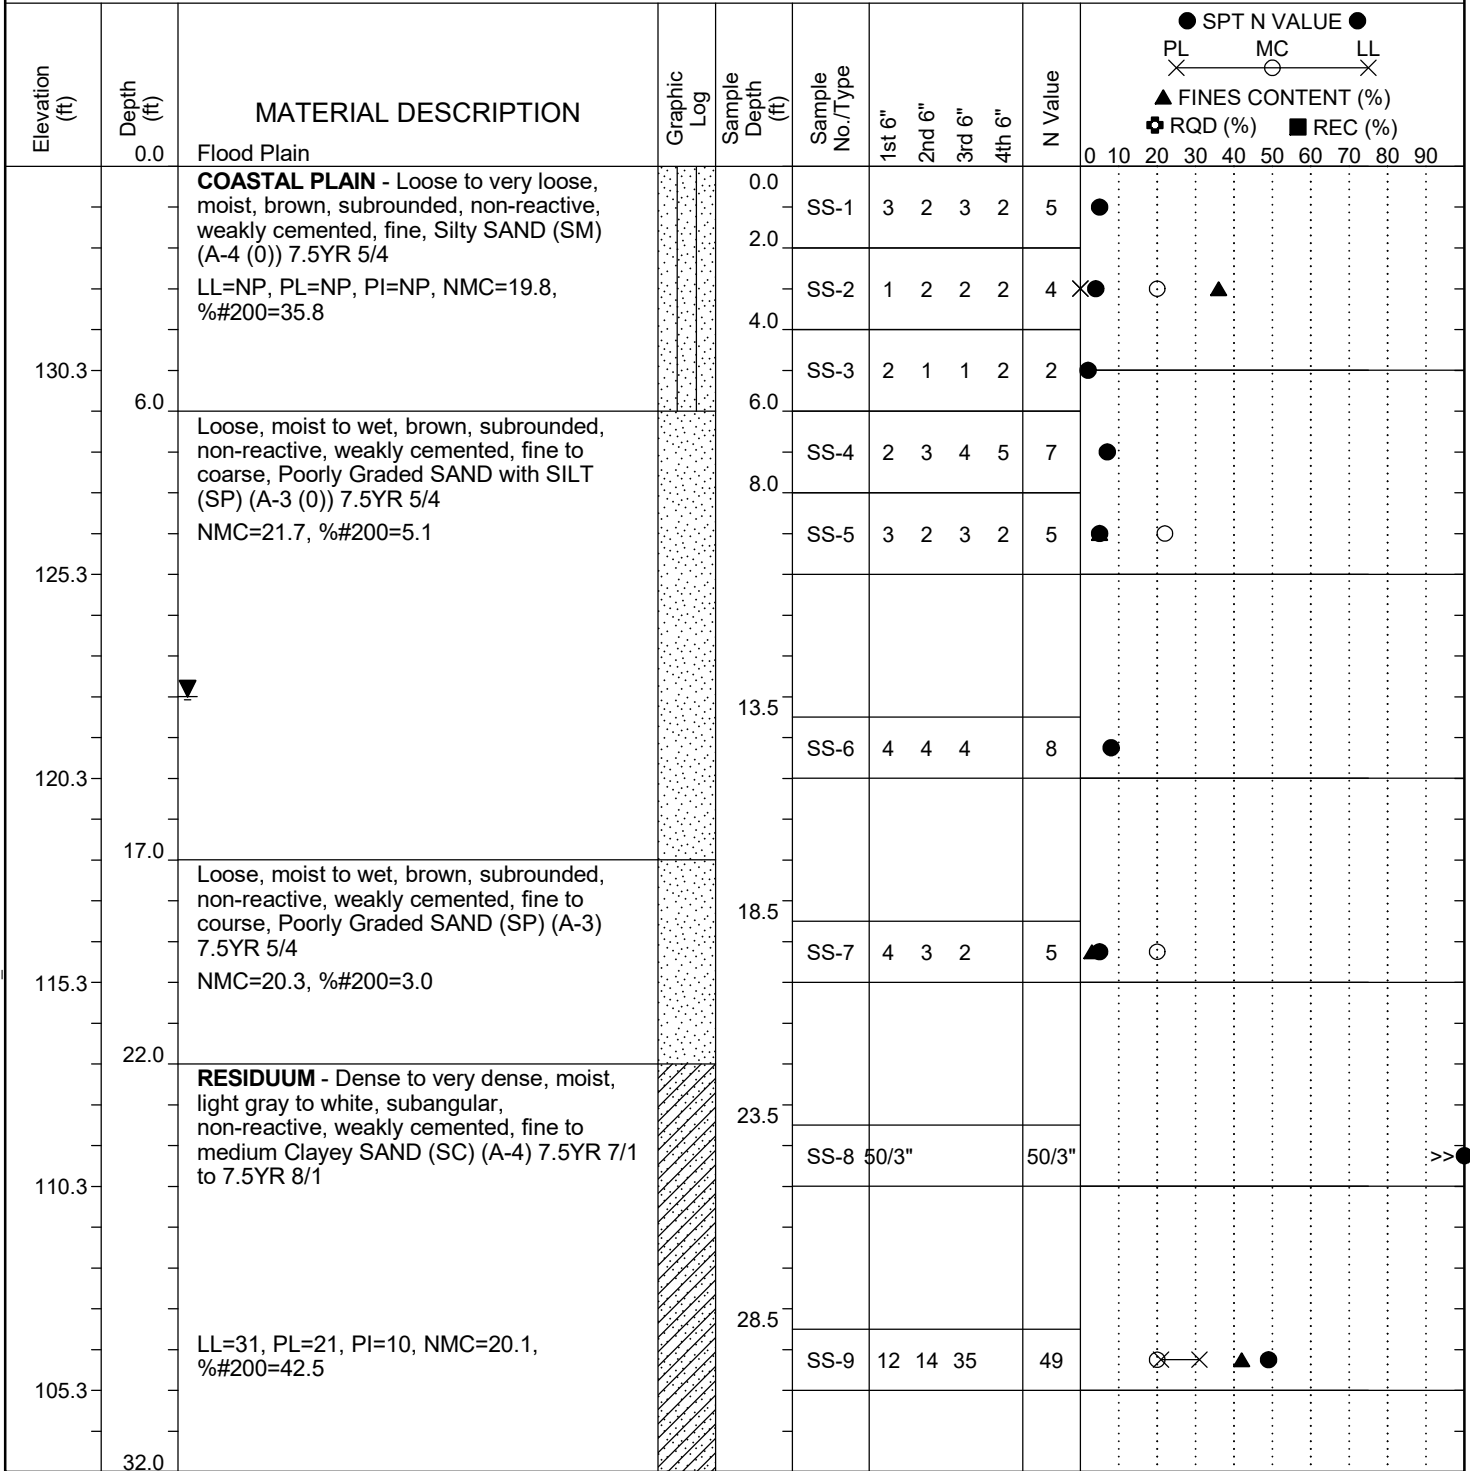 Elevation (ft)
Depth (ft)
0.0
MATERIAL DESCRIPTION
Flood Plain
Graphic Log
Sample Depth (ft)
Sample No./Type
1st 6"
2nd 6"
3rd 6"
4th 6"
N Value
● SPT N VALUE ●
PL MC LL
▲ FINES CONTENT (%)
RQD (%) ■ REC (%)
0 10 20 30 40 50 60 70 80 90
COASTAL PLAIN - Loose to very loose,
moist, brown, subrounded, non-reactive,
weakly cemented, fine, Silty SAND (SM)
(A-4 (0)) 7.5YR 5/4
LL=NP, PL=NP, PI=NP, NMC=19.8,
%#200=35.8
0.0
SS-1 3 2 3 2 5
2.0
SS-2 1 2 2 2 4
4.0
130.3
SS-3 2 1 1 2 2
6.0
6.0
Loose, moist to wet, brown, subrounded,
non-reactive, weakly cemented, fine to
coarse, Poorly Graded SAND with SILT
(SP) (A-3 (0)) 7.5YR 5/4
NMC=21.7, %#200=5.1
SS-4 2 3 4 5 7
8.0
SS-5 3 2 3 2 5
125.3
13.5
SS-6 4 4 4 8
120.3
17.0
Loose, moist to wet, brown, subrounded,
non-reactive, weakly cemented, fine to
course, Poorly Graded SAND (SP) (A-3)
7.5YR 5/4
NMC=20.3, %#200=3.0
18.5
SS-7 4 3 2 5
115.3
22.0
RESIDUUM - Dense to very dense, moist,
light gray to white, subangular,
non-reactive, weakly cemented, fine to
medium Clayey SAND (SC) (A-4) 7.5YR 7/1
to 7.5YR 8/1
23.5
SS-8 50/3" 50/3" >>
110.3
LL=31, PL=21, PI=10, NMC=20.1,
%#200=42.5
28.5
SS-9 12 14 35 49
105.3
32.0